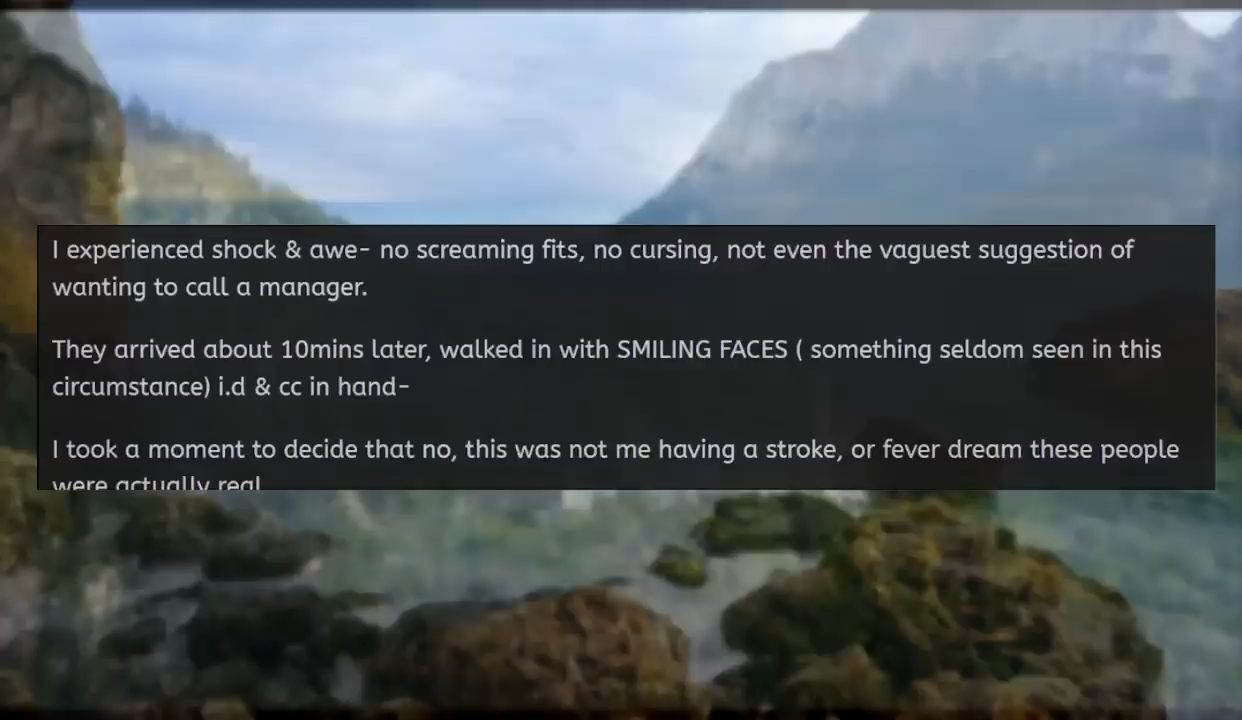 I experienced shock & awe- no screaming fits, no cursing, not even the vaguest suggestion of
wanting to call a manager.
They arrived about 10mins later, walked in with SMILING FACES ( something seldom seen in this
circumstance) i.d & cc in hand-
I took a moment to decide that no, this was not me having a stroke, or fever dream these people
were actually real